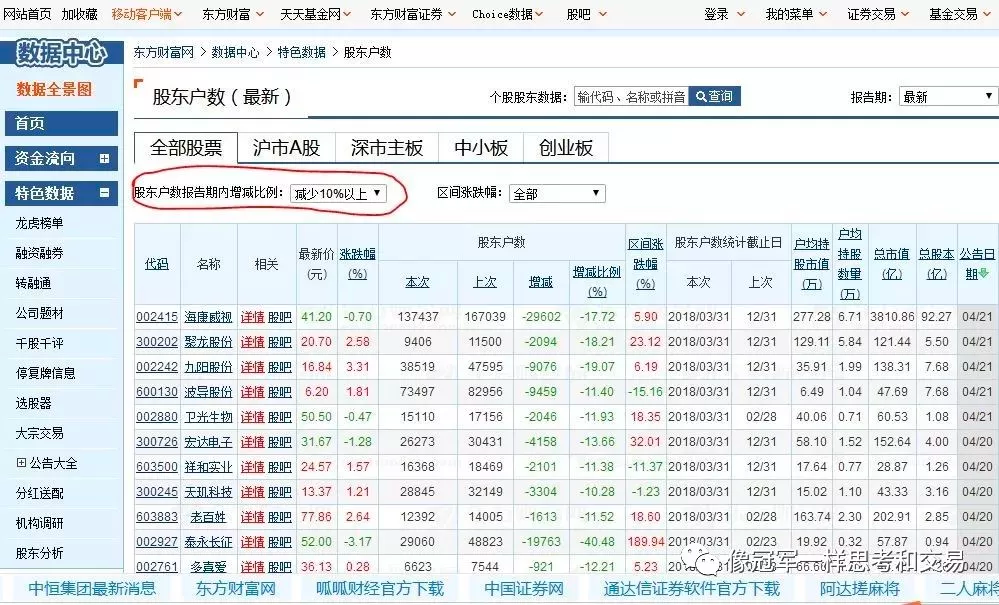 网站首页 加收藏 移动客户端 东方财富 天天基金网 东方财富证券 Choice数据 股吧 登录 我的菜单 证券交易 基金交易
数据中心
东方财富网 > 数据中心 > 特色数据 > 股东户数
数据全景图
首页
资金流向
特色数据
龙虎榜单
融资融券
转融通
公司题材
千股千评
停复牌信息
选股器
大宗交易
公告大全
分红送配
机构调研
股东分析
股东户数（最新）
个股股东数据： 输代码、名称或拼音 查询 报告期： 最新
全部股票 沪市A股 深市主板 中小板 创业板
股东户数报告期内增减比例： 减少10%以上 区间涨跌幅： 全部
代码 名称 相关 最新价(元) 涨跌幅(%) 股东户数 区间涨跌幅(%) 股东户数统计截止日 户均持股市值(万) 户均持股数量(万) 总市值(亿) 总股本(亿) 公告日期
本次 上次 增减 增减比例(%) 本次 上次
002415 海康威视 详情 股吧 41.20 -0.70 137437 167039 -29602 -17.72 5.90 2018/03/31 12/31 277.28 6.71 3810.86 92.27 04/21
300202 聚龙股份 详情 股吧 20.70 2.58 9406 11500 -2094 -18.21 23.12 2018/03/31 12/31 129.11 5.84 121.44 5.50 04/21
002242 九阳股份 详情 股吧 16.84 3.31 38519 47595 -9076 -19.07 6.19 2018/03/31 12/31 35.91 1.99 138.31 7.68 04/21
600130 波导股份 详情 股吧 6.20 1.81 73497 82956 -9459 -11.40 -15.16 2018/03/31 12/31 6.49 1.04 47.69 7.68 04/21
002880 卫光生物 详情 股吧 50.50 -0.47 15110 17156 -2046 -11.93 18.35 2018/03/31 02/28 40.06 0.71 60.53 1.08 04/21
300726 宏达电子 详情 股吧 31.67 -1.28 26273 30431 -4158 -13.66 32.01 2018/03/31 12/31 58.10 1.52 152.64 4.00 04/20
603500 祥和实业 详情 股吧 24.57 1.57 16368 18469 -2101 -11.38 -11.37 2018/03/31 12/31 17.64 0.77 28.87 1.26 04/20
300245 天玑科技 详情 股吧 13.37 1.21 28845 32149 -3304 -10.28 -1.23 2018/03/31 12/31 15.02 1.10 43.33 3.16 04/20
603883 老百姓 详情 股吧 77.86 2.64 12392 14005 -1613 -11.52 18.60 2018/03/31 02/28 163.74 2.30 202.91 2.85 04/20
002927 泰永长征 详情 股吧 52.00 -3.17 29060 48823 -19763 -40.48 189.94 2018/03/31 02/23 19.92 0.32 57.87 0.94 04/20
002761 多喜爱 详情 股吧 36.13 0.28 6623 7544 -921 -12.21 5.23 2018/03/31
像冠军一样思考和交易
中恒集团最新消息 东方财富网 呱呱财经官方下载 中国证券网 通达信证券软件官方下载 阿达搓麻将 二人麻将